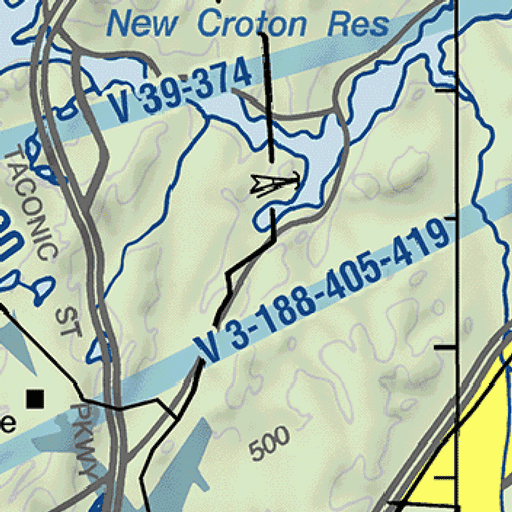 New Croton Res
V 39-374
TACONIC ST PKWY
V 3-188-405-419
500